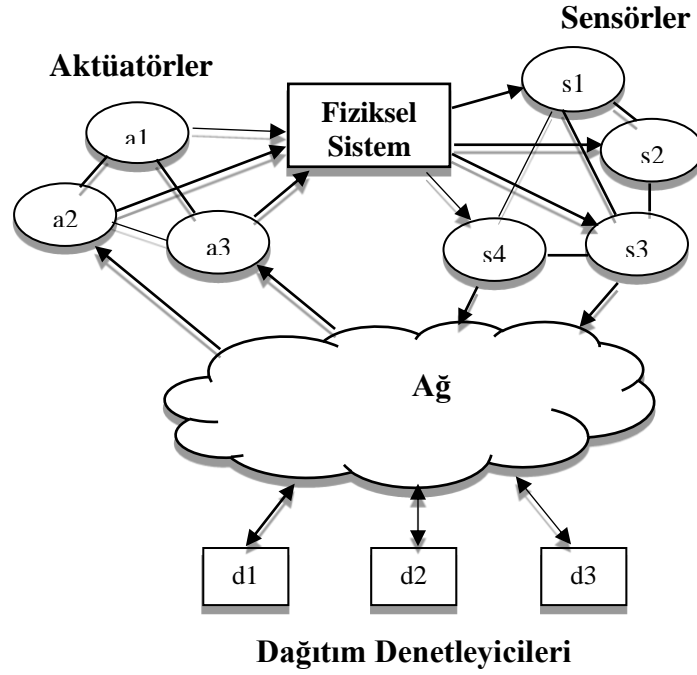 Sensörler
Aktüatörler
Fiziksel
Sistem
s1
a1
s2
a2
a3
s4
s3
Ağ
d1
d2
d3
Dağıtım Denetleyicileri